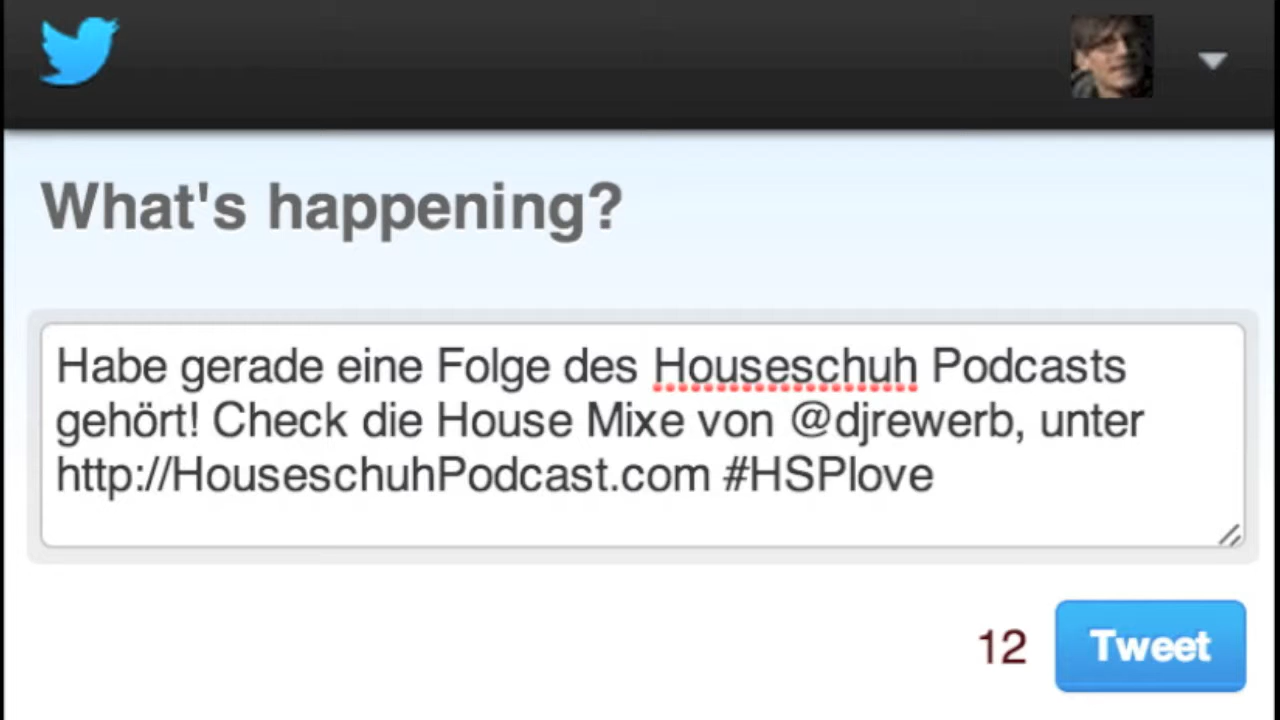 What's happening?
Habe gerade eine Folge des Houseschuh Podcasts
gehört! Check die House Mixe von @djrewerb, unter
http://HouseschuhPodcast.com #HSPlove
12
Tweet